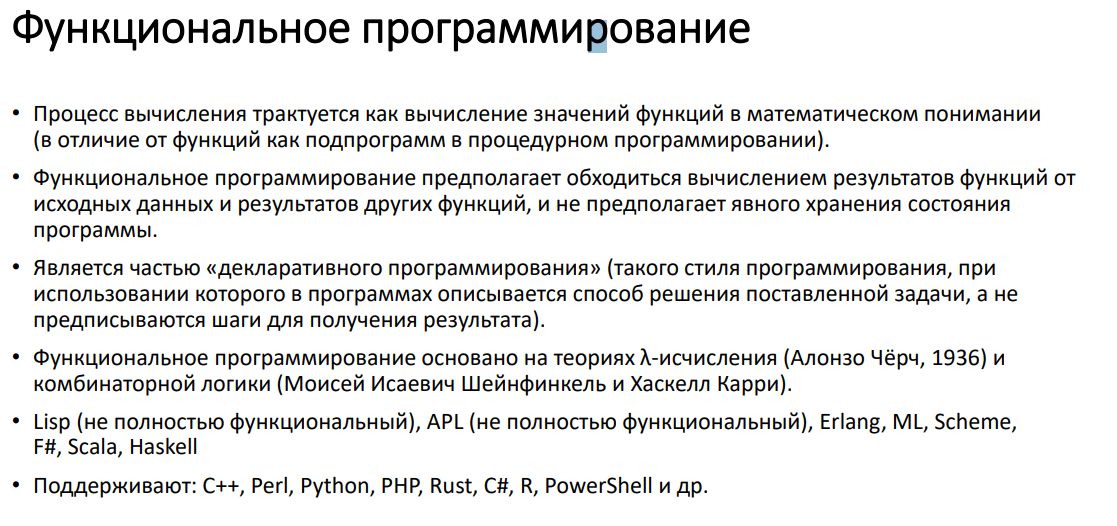 Функциональное программирование
• Процесс вычисления трактуется как вычисление значений функций в математическом понимании
(в отличие от функций как подпрограмм в процедурном программировании).
• Функциональное программирование предполагает обходиться вычислением результатов функций от
исходных данных и результатов других функций, и не предполагает явного хранения состояния
программы.
• Является частью «декларативного программирования» (такого стиля программирования, при
использовании которого в программах описывается способ решения поставленной задачи, а не
предписываются шаги для получения результата).
• Функциональное программирование основано на теориях λ-исчисления (Алонзо Чёрч, 1936) и
комбинаторной логики (Моисей Исаевич Шейнфинкель и Хаскелл Карри).
• Lisp (не полностью функциональный), APL (не полностью функциональный), Erlang, ML, Scheme,
F#, Scala, Haskell
• Поддерживают: C++, Perl, Python, PHP, Rust, C#, R, PowerShell и др.